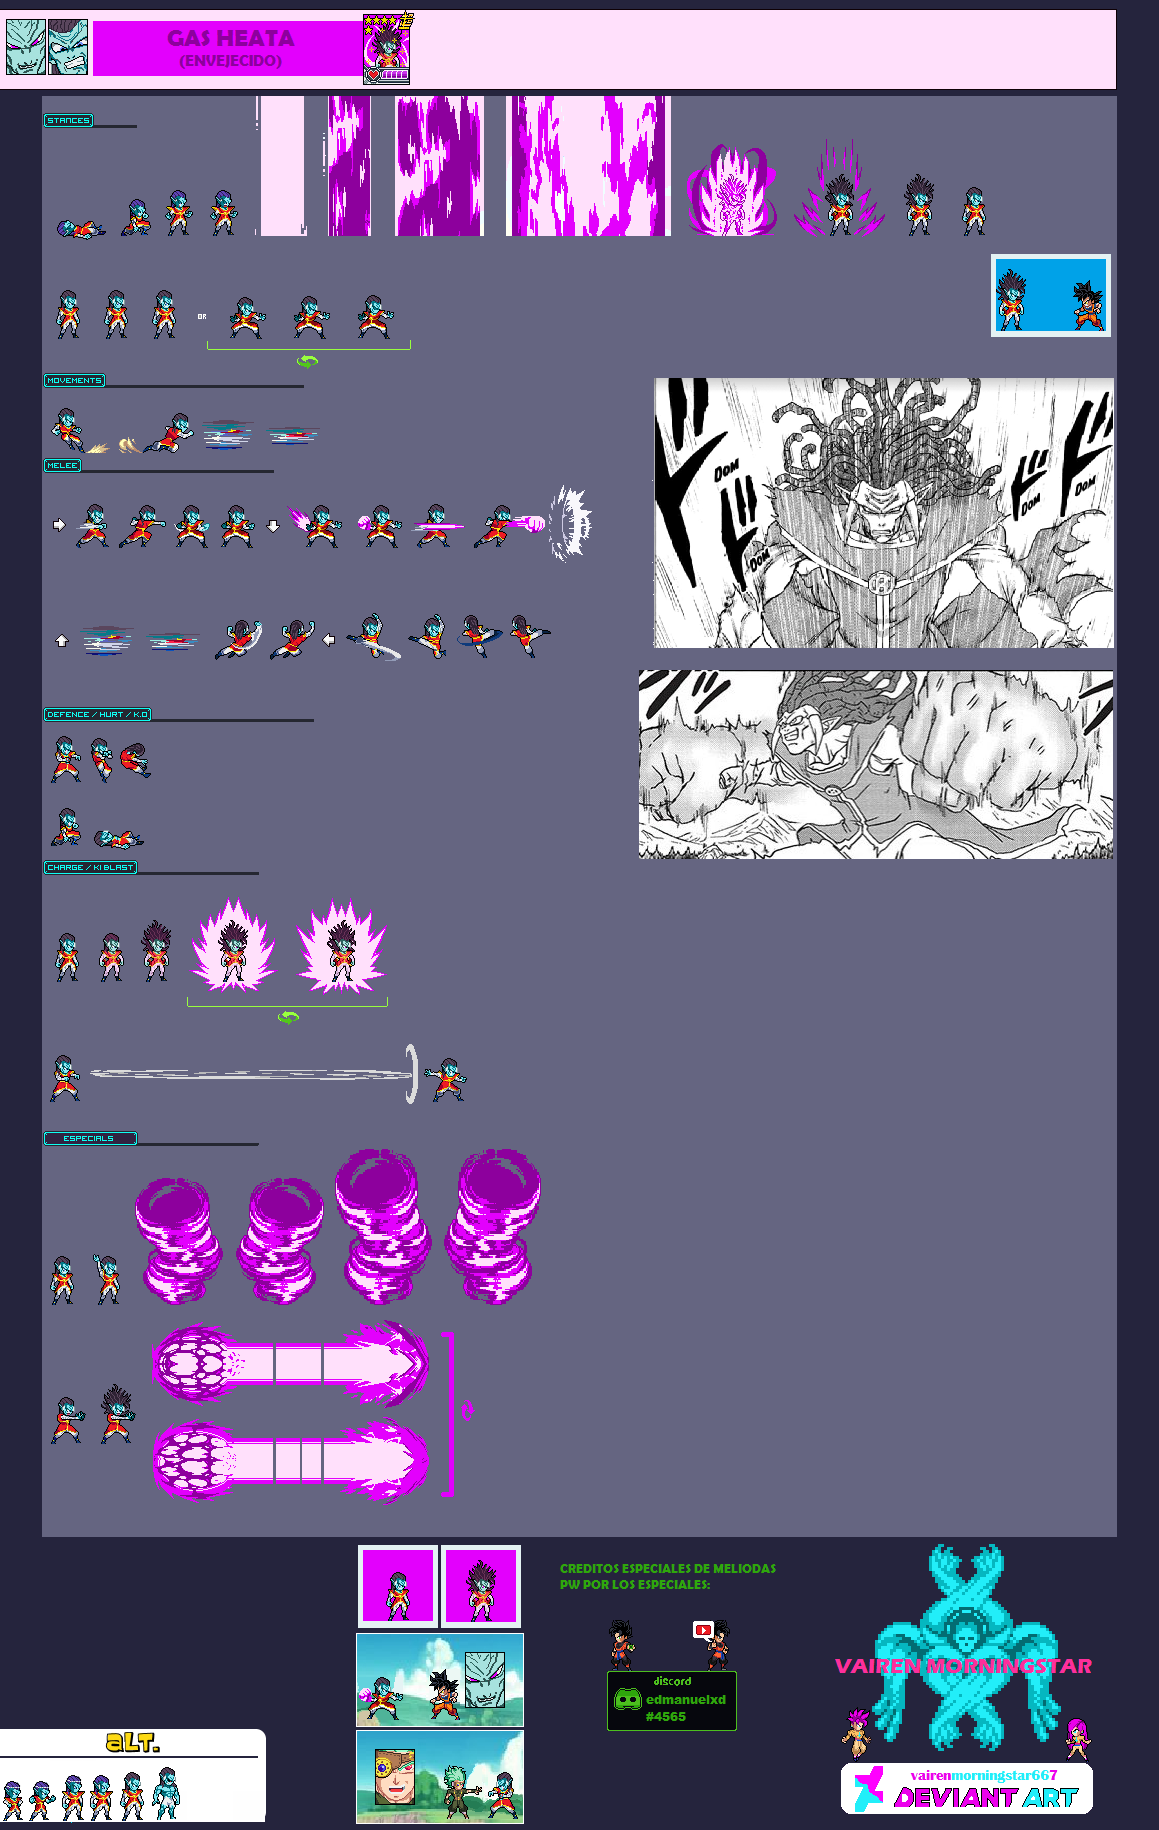 GAS HEATA
(ENVEJECIDO)
STANCES
OR
MOVEMENTS
MELEE
DOM
DOM
DOM
DOM
DEFENCE / HURT / K.O
CHARGE / KI BLAST
ESPECIALS
CREDITOS ESPECIALES DE MELIODAS
PW POR LOS ESPECIALES:
discord
edmanuelxd
#4565
VAIREN MORNINGSTAR
ALT.
vairenmorningstar667
DEVIANT ART